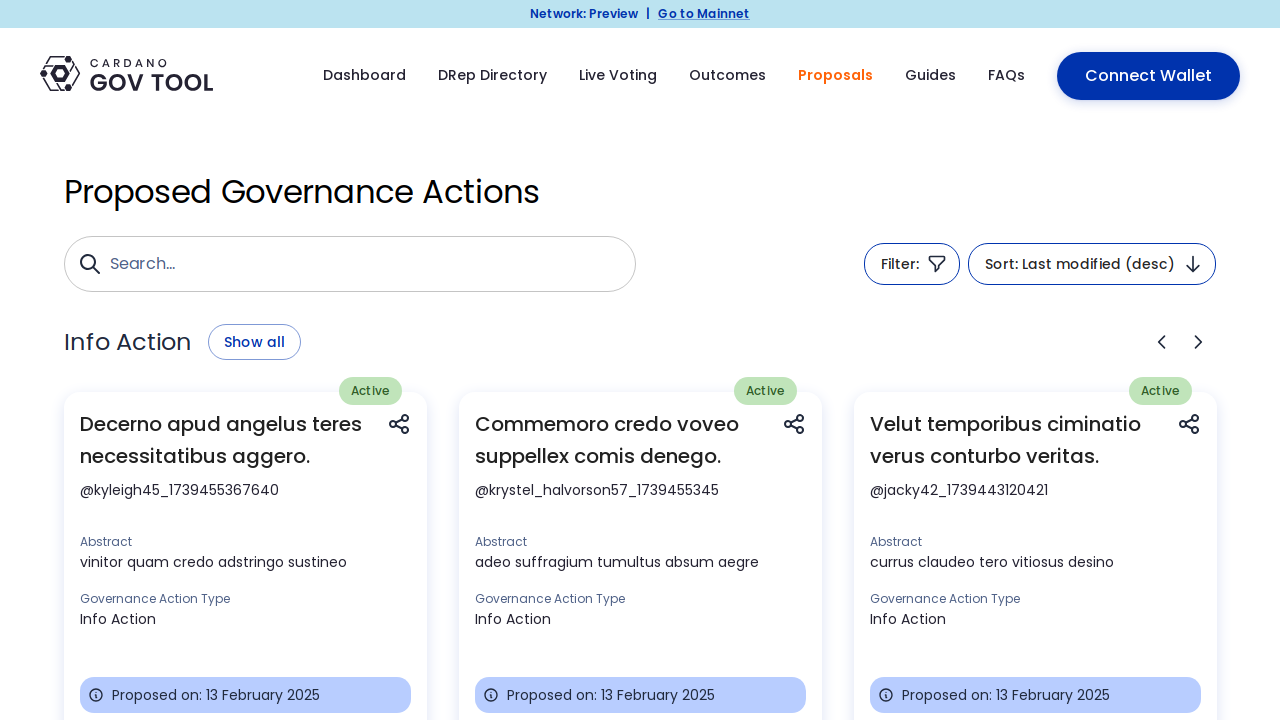 Network: Preview | Go to Mainnet
CARDANO
GOV TOOL
Dashboard DRep Directory Live Voting Outcomes Proposals Guides FAQs Connect Wallet
Proposed Governance Actions
Search...
Filter: Sort: Last modified (desc)
Info Action Show all
Active
Decerno apud angelus teres
necessitatibus aggero.
@kyleigh45_1739455367640
Abstract
vinitor quam credo adstringo sustineo
Governance Action Type
Info Action
Proposed on: 13 February 2025
Active
Commemoro credo voveo
suppellex comis denego.
@krystel_halvorson57_1739455345
Abstract
adeo suffragium tumultus absum aegre
Governance Action Type
Info Action
Proposed on: 13 February 2025
Active
Velut temporibus ciminatio
verus conturbo veritas.
@jacky42_1739443120421
Abstract
currus claudeo tero vitiosus desino
Governance Action Type
Info Action
Proposed on: 13 February 2025